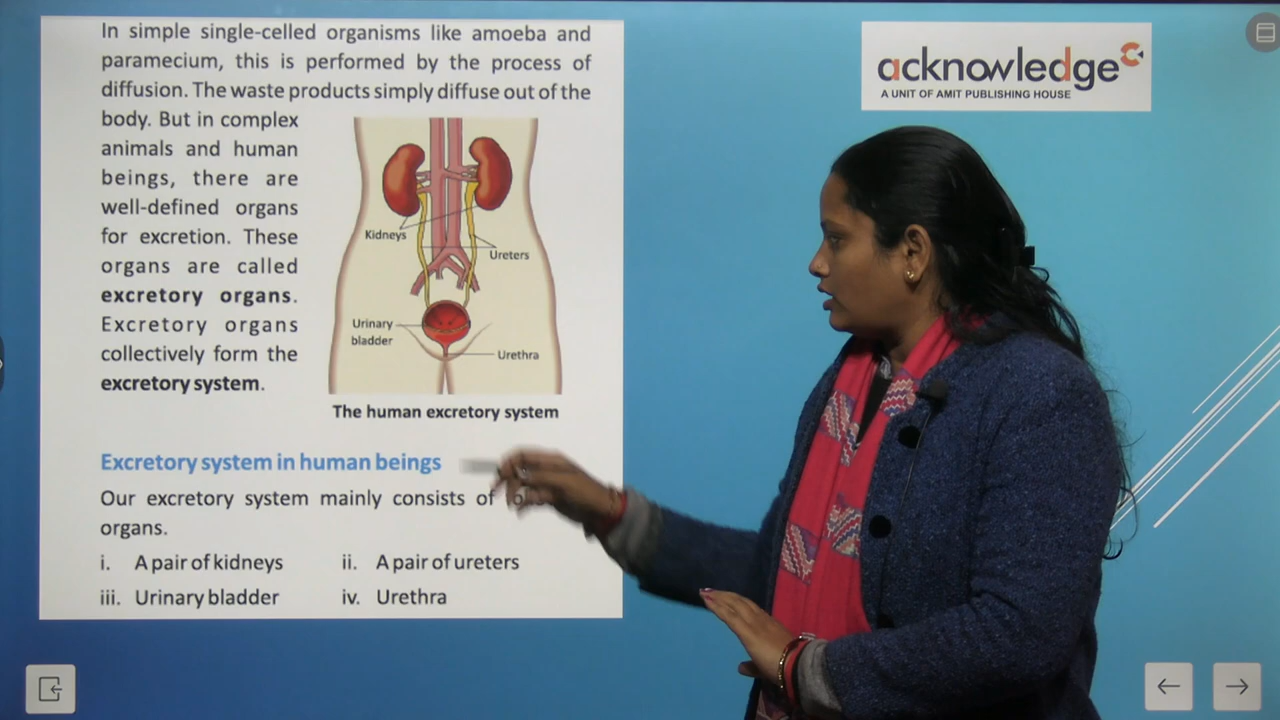 In simple single-celled organisms like amoeba and
paramecium, this is performed by the process of
diffusion. The waste products simply diffuse out of the
body. But in complex
animals and human
beings, there are
well-defined organs
for excretion. These
organs are called
excretory organs.
Excretory organs
collectively form the
excretory system.
Kidneys
Ureters
Urinary
bladder
Urethra
The human excretory system
Excretory system in human beings
Our excretory system mainly consists of
organs.
i. A pair of kidneys ii. A pair of ureters
iii. Urinary bladder iv. Urethra
acknowledge
A UNIT OF AMIT PUBLISHING HOUSE